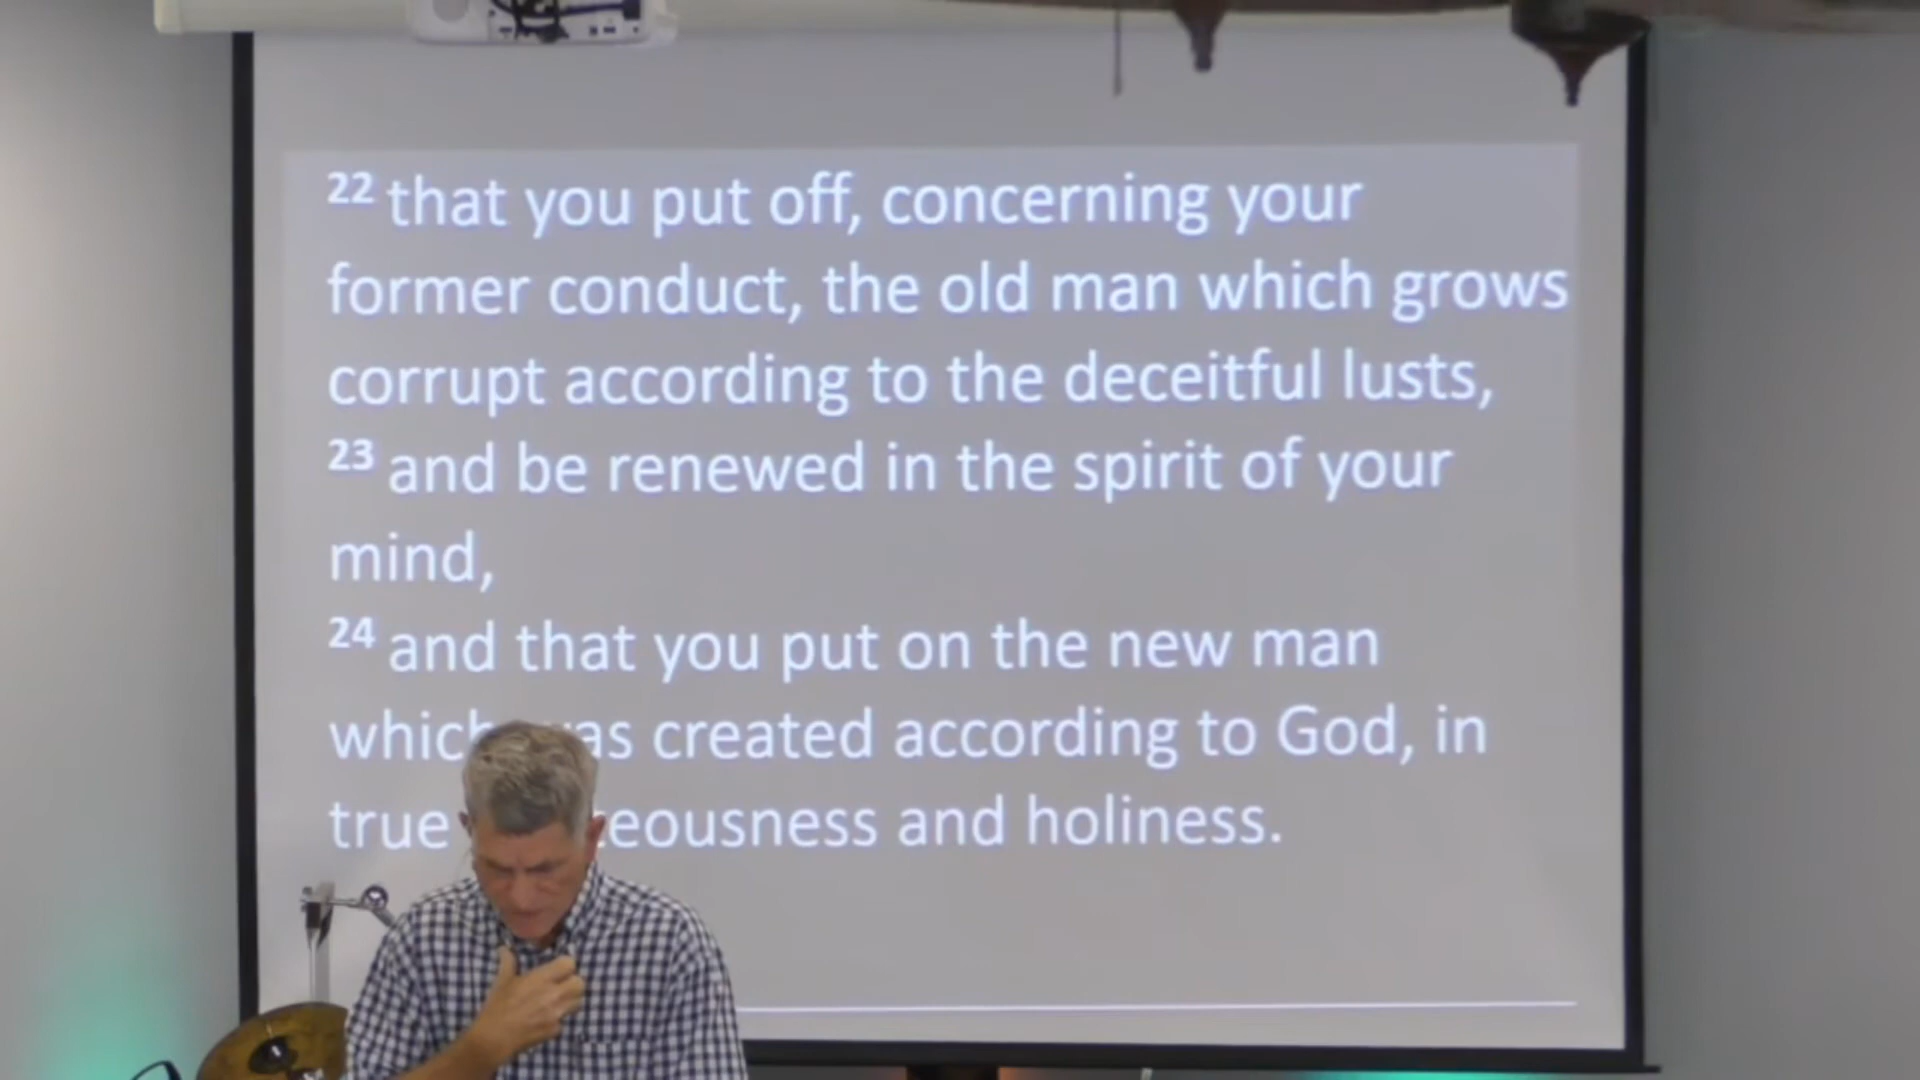 22 that you put off, concerning your
former conduct, the old man which grows
corrupt according to the deceitful lusts,
23 and be renewed in the spirit of your
mind,
24 and that you put on the new man
created according to God, in
true and holiness.